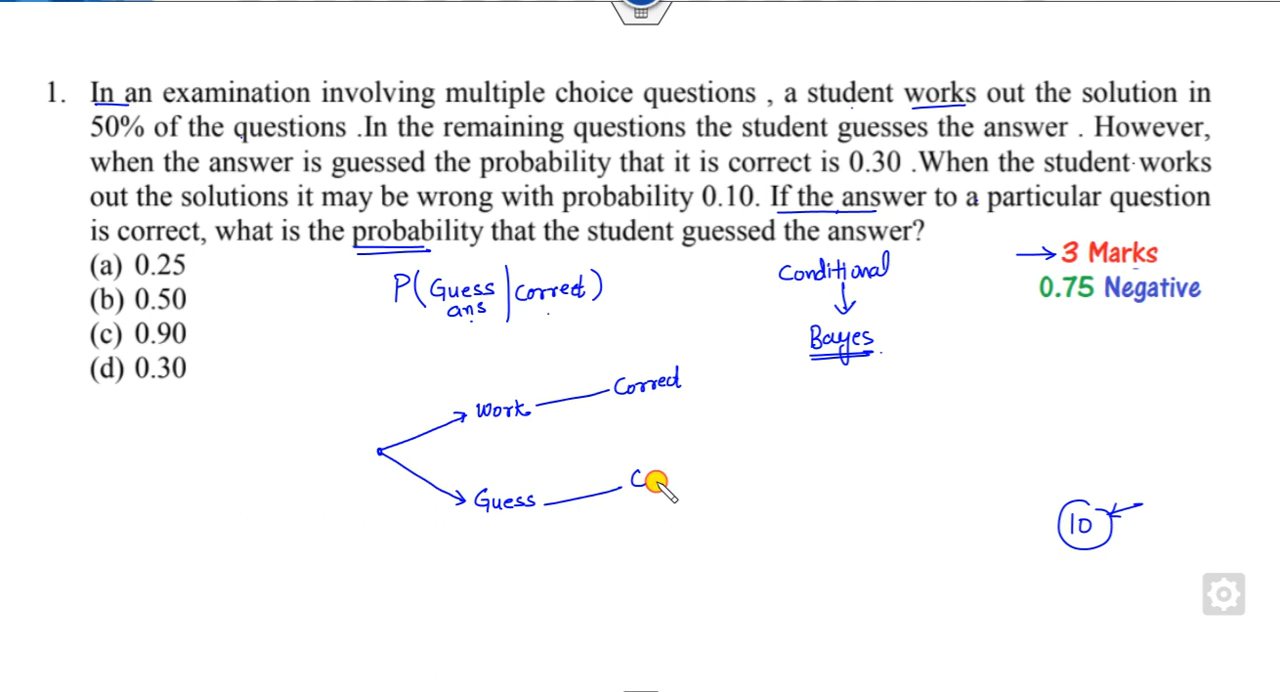 1. In an examination involving multiple choice questions , a student works out the solution in
50% of the questions .In the remaining questions the student guesses the answer . However,
when the answer is guessed the probability that it is correct is 0.30 .When the student works
out the solutions it may be wrong with probability 0.10. If the answer to a particular question
is correct, what is the probability that the student guessed the answer?
(a) 0.25
(b) 0.50
(c) 0.90
(d) 0.30
→3 Marks
0.75 Negative
P(Guess ans | correct)
Conditional
↓
Bayes
Work
Correct
Guess
Co
10